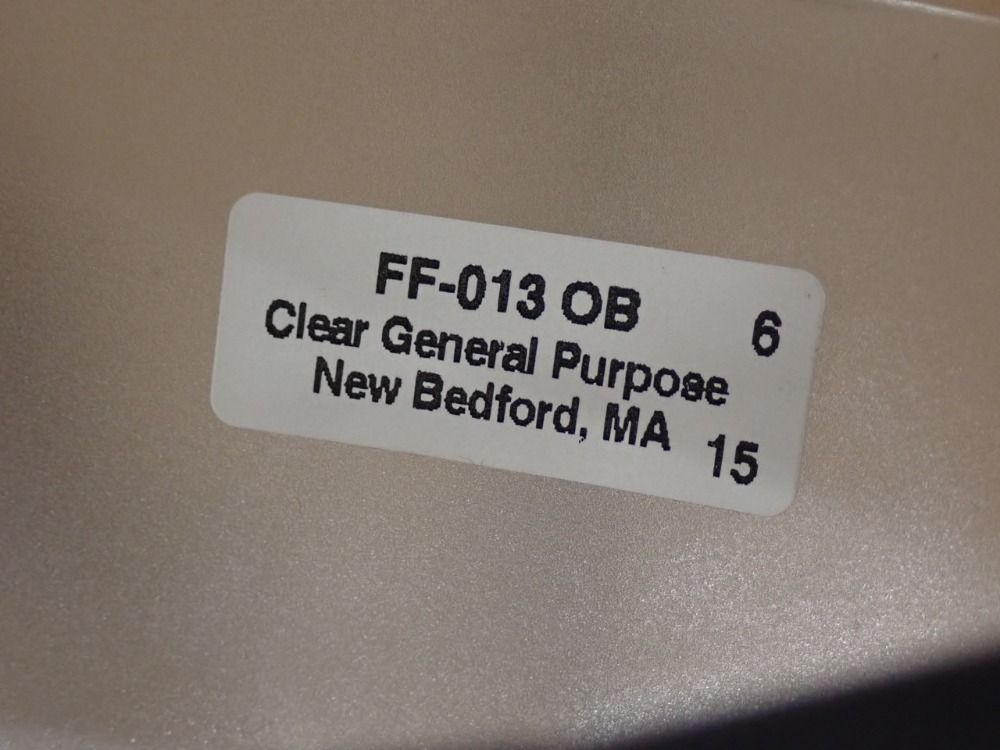 FF-013 OB 6
Clear General Purpose
New Bedford, MA 15